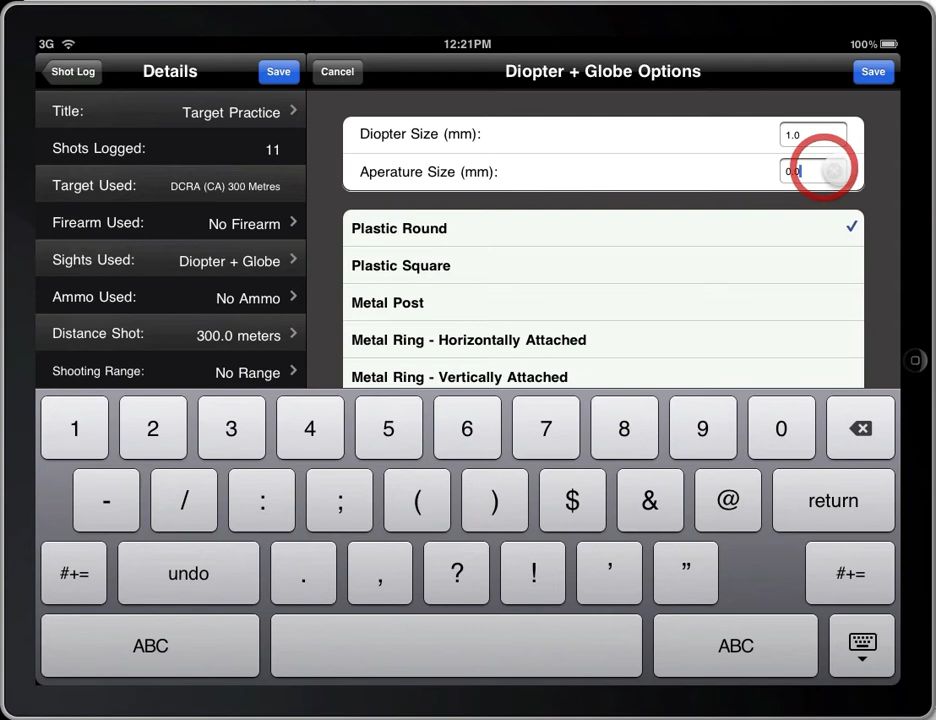 3G 12:21PM 100%
Shot Log Details Save Cancel Diopter + Globe Options Save
Title: Target Practice
Shots Logged: 11
Target Used: DCRA (CA) 300 Metres
Firearm Used: No Firearm
Sights Used: Diopter + Globe
Ammo Used: No Ammo
Distance Shot: 300.0 meters
Shooting Range: No Range
Diopter Size (mm): 1.0
Aperature Size (mm): 0.0
Plastic Round
Plastic Square
Metal Post
Metal Ring - Horizontally Attached
Metal Ring - Vertically Attached
1 2 3 4 5 6 7 8 9 0
- / : ; ( ) $ & @ return
#+= undo . , ? ! ' " #+=
ABC ABC